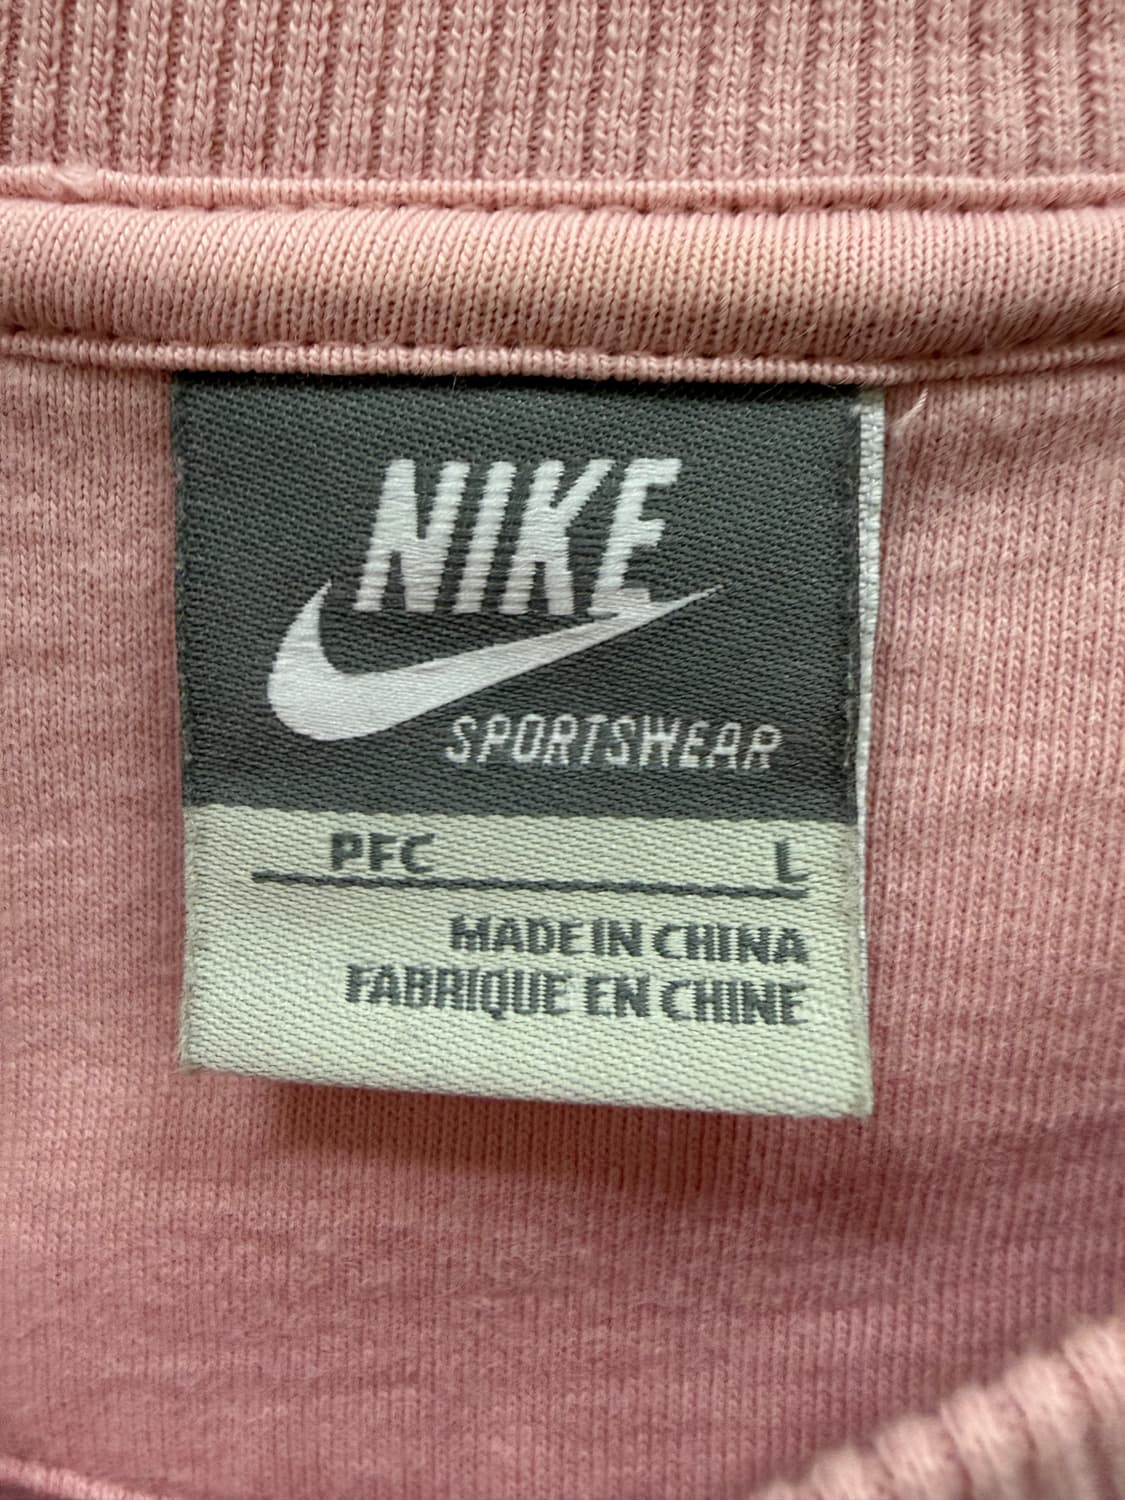 NIKE
SPORTSWEAR
PFC L
MADE IN CHINA
FABRIQUE EN CHINE